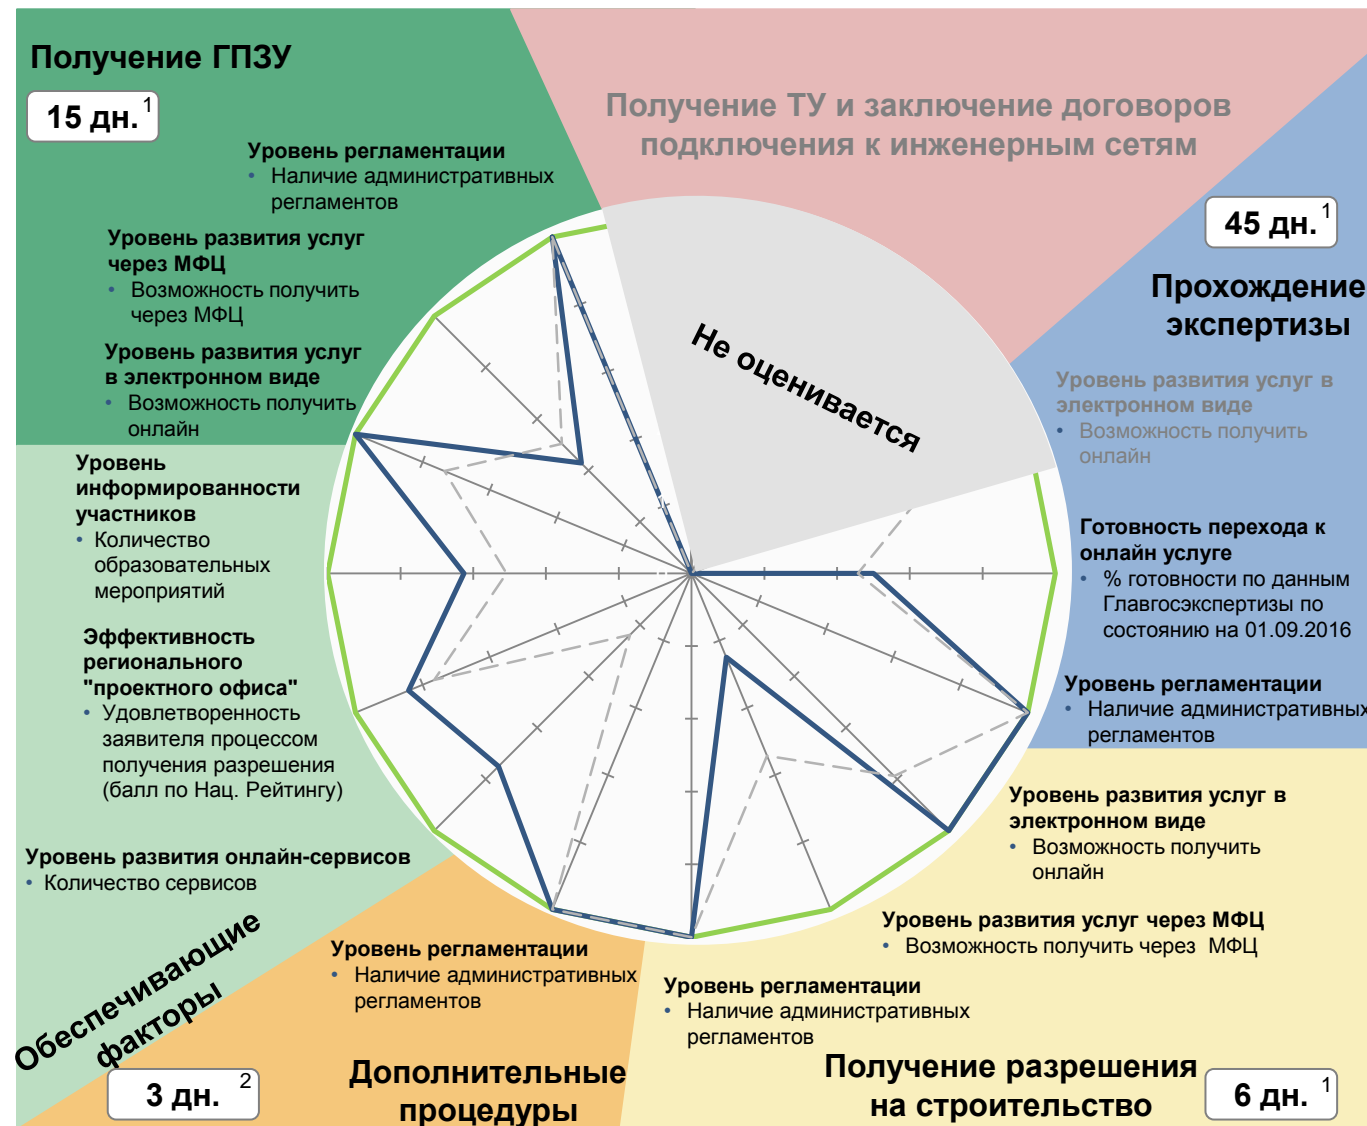 Получение ГПЗУ
15 дн. 1
Уровень регламентации
• Наличие административных
регламентов
Уровень развития услуг
через МФЦ
• Возможность получить
через МФЦ
Уровень развития услуг
в электронном виде
• Возможность получить
онлайн
Получение ТУ и заключение договоров
подключения к инженерным сетям
Не оценивается
45 дн. 1
Прохождение
экспертизы
Уровень развития услуг в
электронном виде
• Возможность получить
онлайн
Готовность перехода к
онлайн услуге
• % готовности по данным
Главгосэкспертизы по
состоянию на 01.09.2016
Уровень регламентации
• Наличие административных
регламентов
Уровень развития услуг в
электронном виде
• Возможность получить
онлайн
Уровень развития услуг через МФЦ
• Возможность получить через МФЦ
Уровень регламентации
• Наличие административных
регламентов
Получение разрешения
на строительство
6 дн. 1
Уровень регламентации
• Наличие административных
регламентов
Дополнительные
процедуры
3 дн. 2
Уровень
информированности
участников
• Количество
образовательных
мероприятий
Эффективность
регионального
"проектного офиса"
• Удовлетворенность
заявителя процессом
получения разрешения
(балл по Нац. Рейтингу)
Уровень развития онлайн-сервисов
• Количество сервисов
Обеспечивающие
факторы